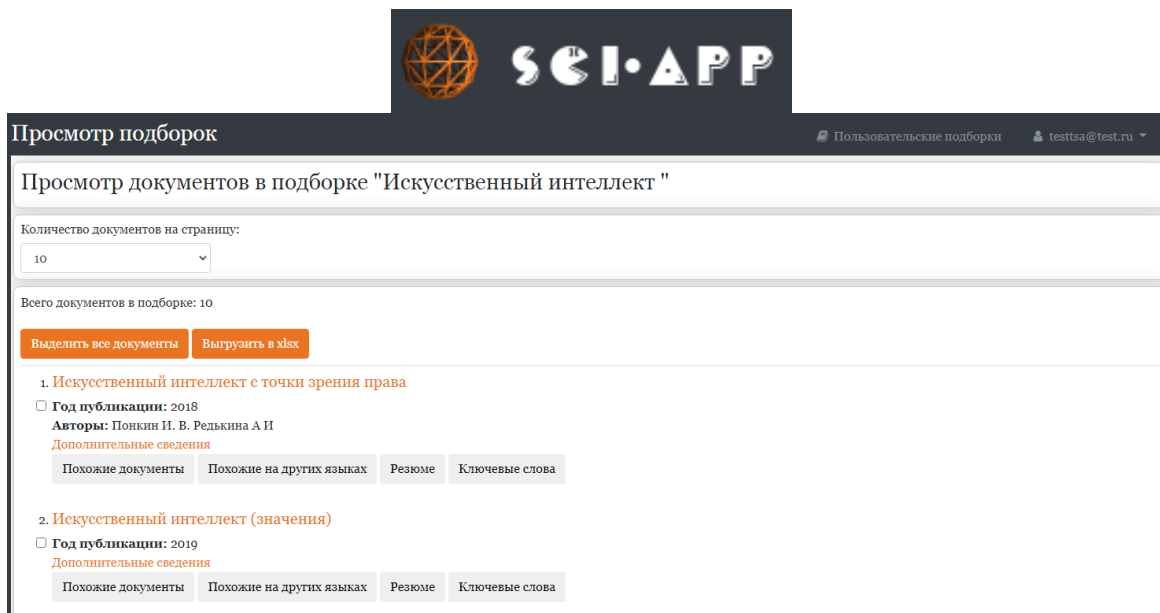 SCI·APP
Просмотр подборок Пользовательские подборки testtsa@test.ru
Просмотр документов в подборке "Искусственный интеллект "
Количество документов на страницу:
10
Всего документов в подборке: 10
Выделить все документы Выгрузить в xlsx
1. Искусственный интеллект с точки зрения права
Год публикации: 2018
Авторы: Понкин И. В. Редькина А И
Дополнительные сведения
Похожие документы Похожие на других языках Резюме Ключевые слова
2. Искусственный интеллект (значения)
Год публикации: 2019
Дополнительные сведения
Похожие документы Похожие на других языках Резюме Ключевые слова